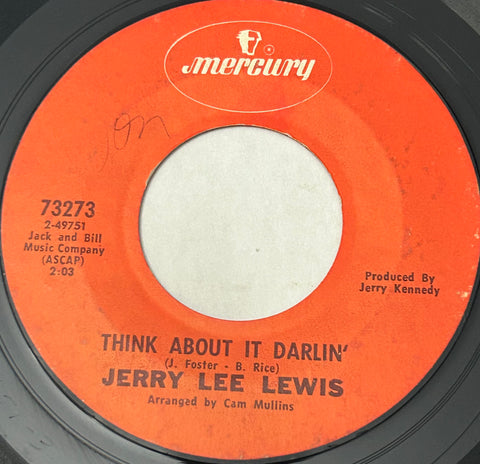 mercury
on
73273
2-49751
Jack and Bill
Music Company
(ASCAP)
2:03
Produced By
Jerry Kennedy
THINK ABOUT IT DARLIN'
(J. Foster - B. Rice)
JERRY LEE LEWIS
Arranged by Cam Mullins